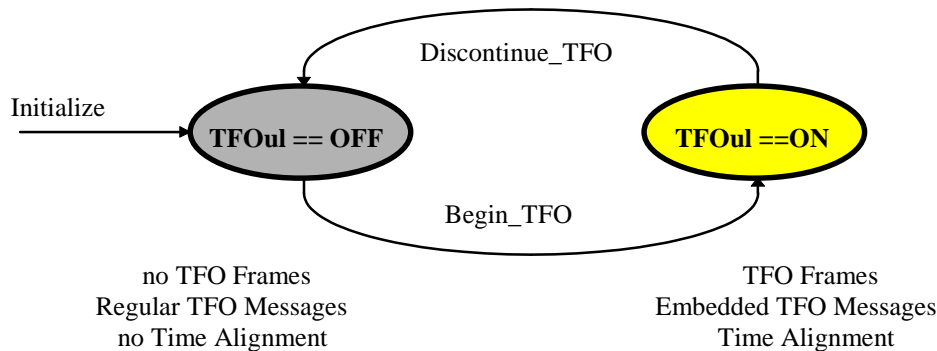 Discontinue_TFO
Initialize
TFOul == OFF
TFOul ==ON
Begin_TFO
no TFO Frames
Regular TFO Messages
no Time Alignment
TFO Frames
Embedded TFO Messages
Time Alignment